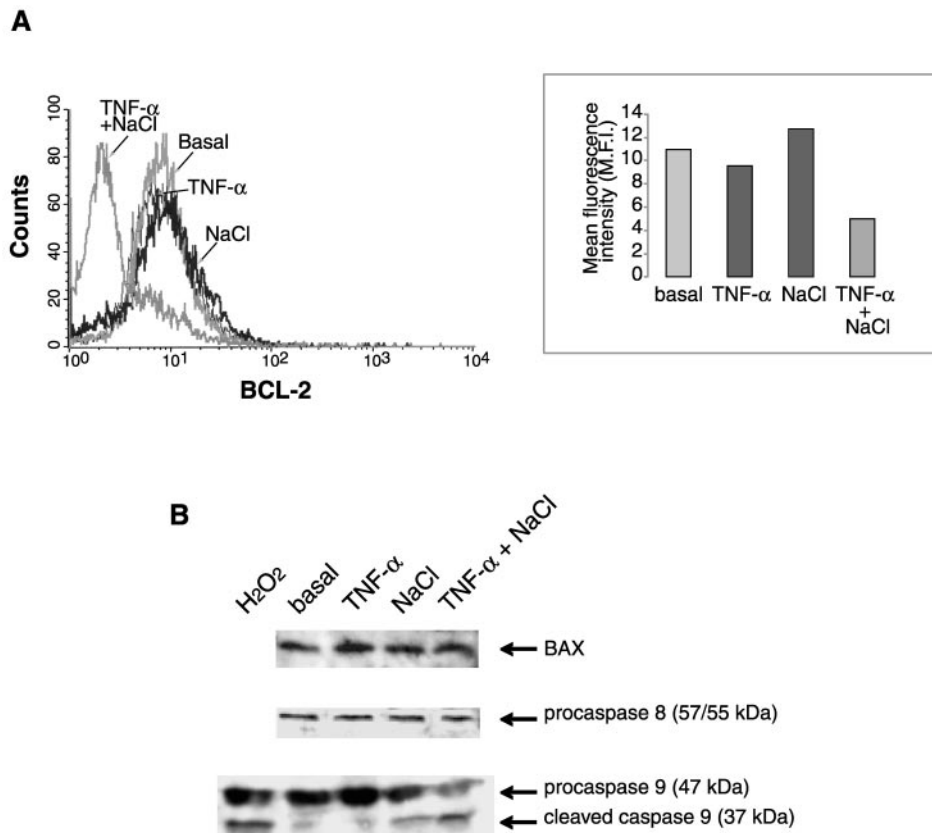 A
Counts
100
80
60
40
20
0
TNF-α
+NaCl
Basal
TNF-α
NaCl
10⁰ 10¹ 10² 10³ 10⁴
BCL-2
Mean fluorescence
intensity (M.F.I.)
14
12
10
8
6
4
2
0
basal TNF-α NaCl TNF-α
+
NaCl
B
H₂O₂ basal TNF-α NaCl TNF-α + NaCl
BAX
procaspase 8 (57/55 kDa)
procaspase 9 (47 kDa)
cleaved caspase 9 (37 kDa)